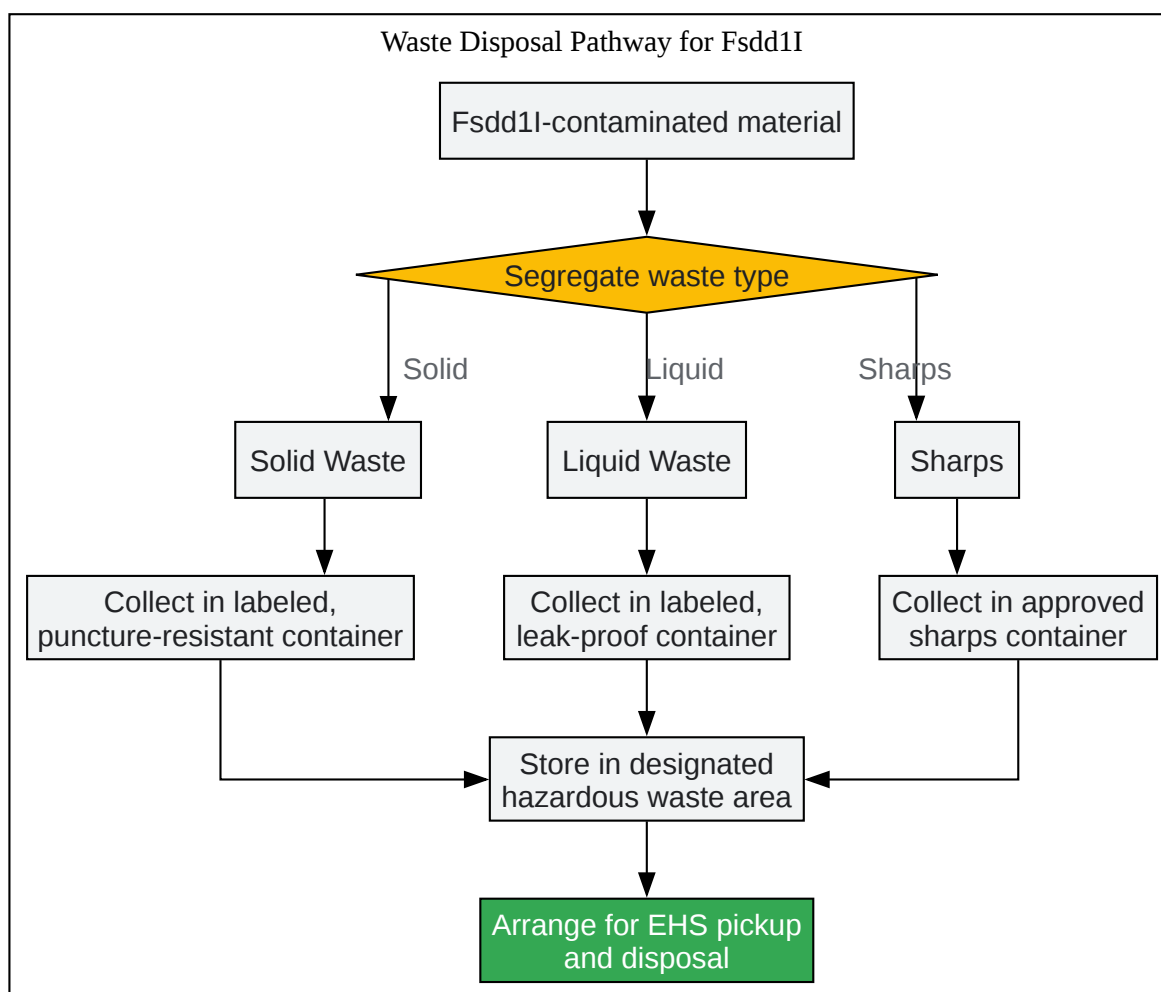 Waste Disposal Pathway for Fsdd1I
Fsdd1I-contaminated material
Segregate waste type
Solid
Liquid
Sharps
Solid Waste
Liquid Waste
Sharps
Collect in labeled,
puncture-resistant container
Collect in labeled,
leak-proof container
Collect in approved
sharps container
Store in designated
hazardous waste area
Arrange for EHS pickup
and disposal